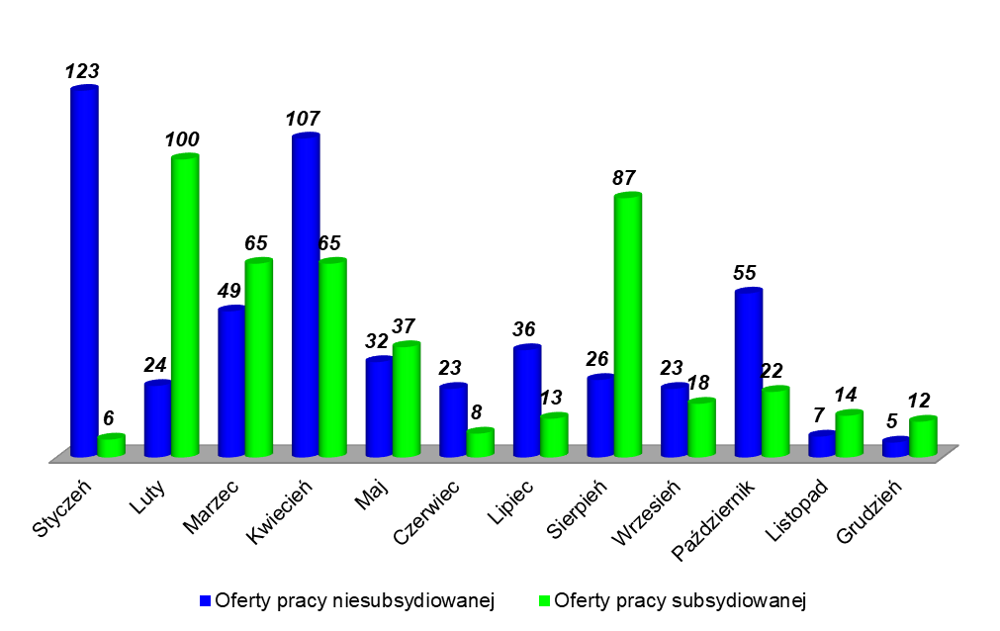 123
6
24
100
49
65
107
65
32
37
23
8
36
13
26
87
23
18
55
22
7
14
5
12
Styczeń
Luty
Marzec
Kwiecień
Maj
Czerwiec
Lipiec
Sierpień
Wrzesień
Październik
Listopad
Grudzień
Oferty pracy niesubsydiowanej
Oferty pracy subsydiowanej